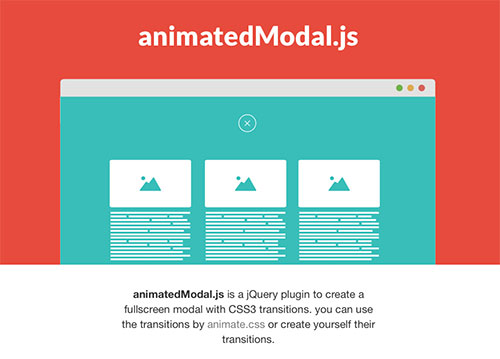 animatedModal.js
animatedModal.js is a jQuery plugin to create a
fullscreen modal with CSS3 transitions. you can use
the transitions by animate.css or create yourself their
transitions.